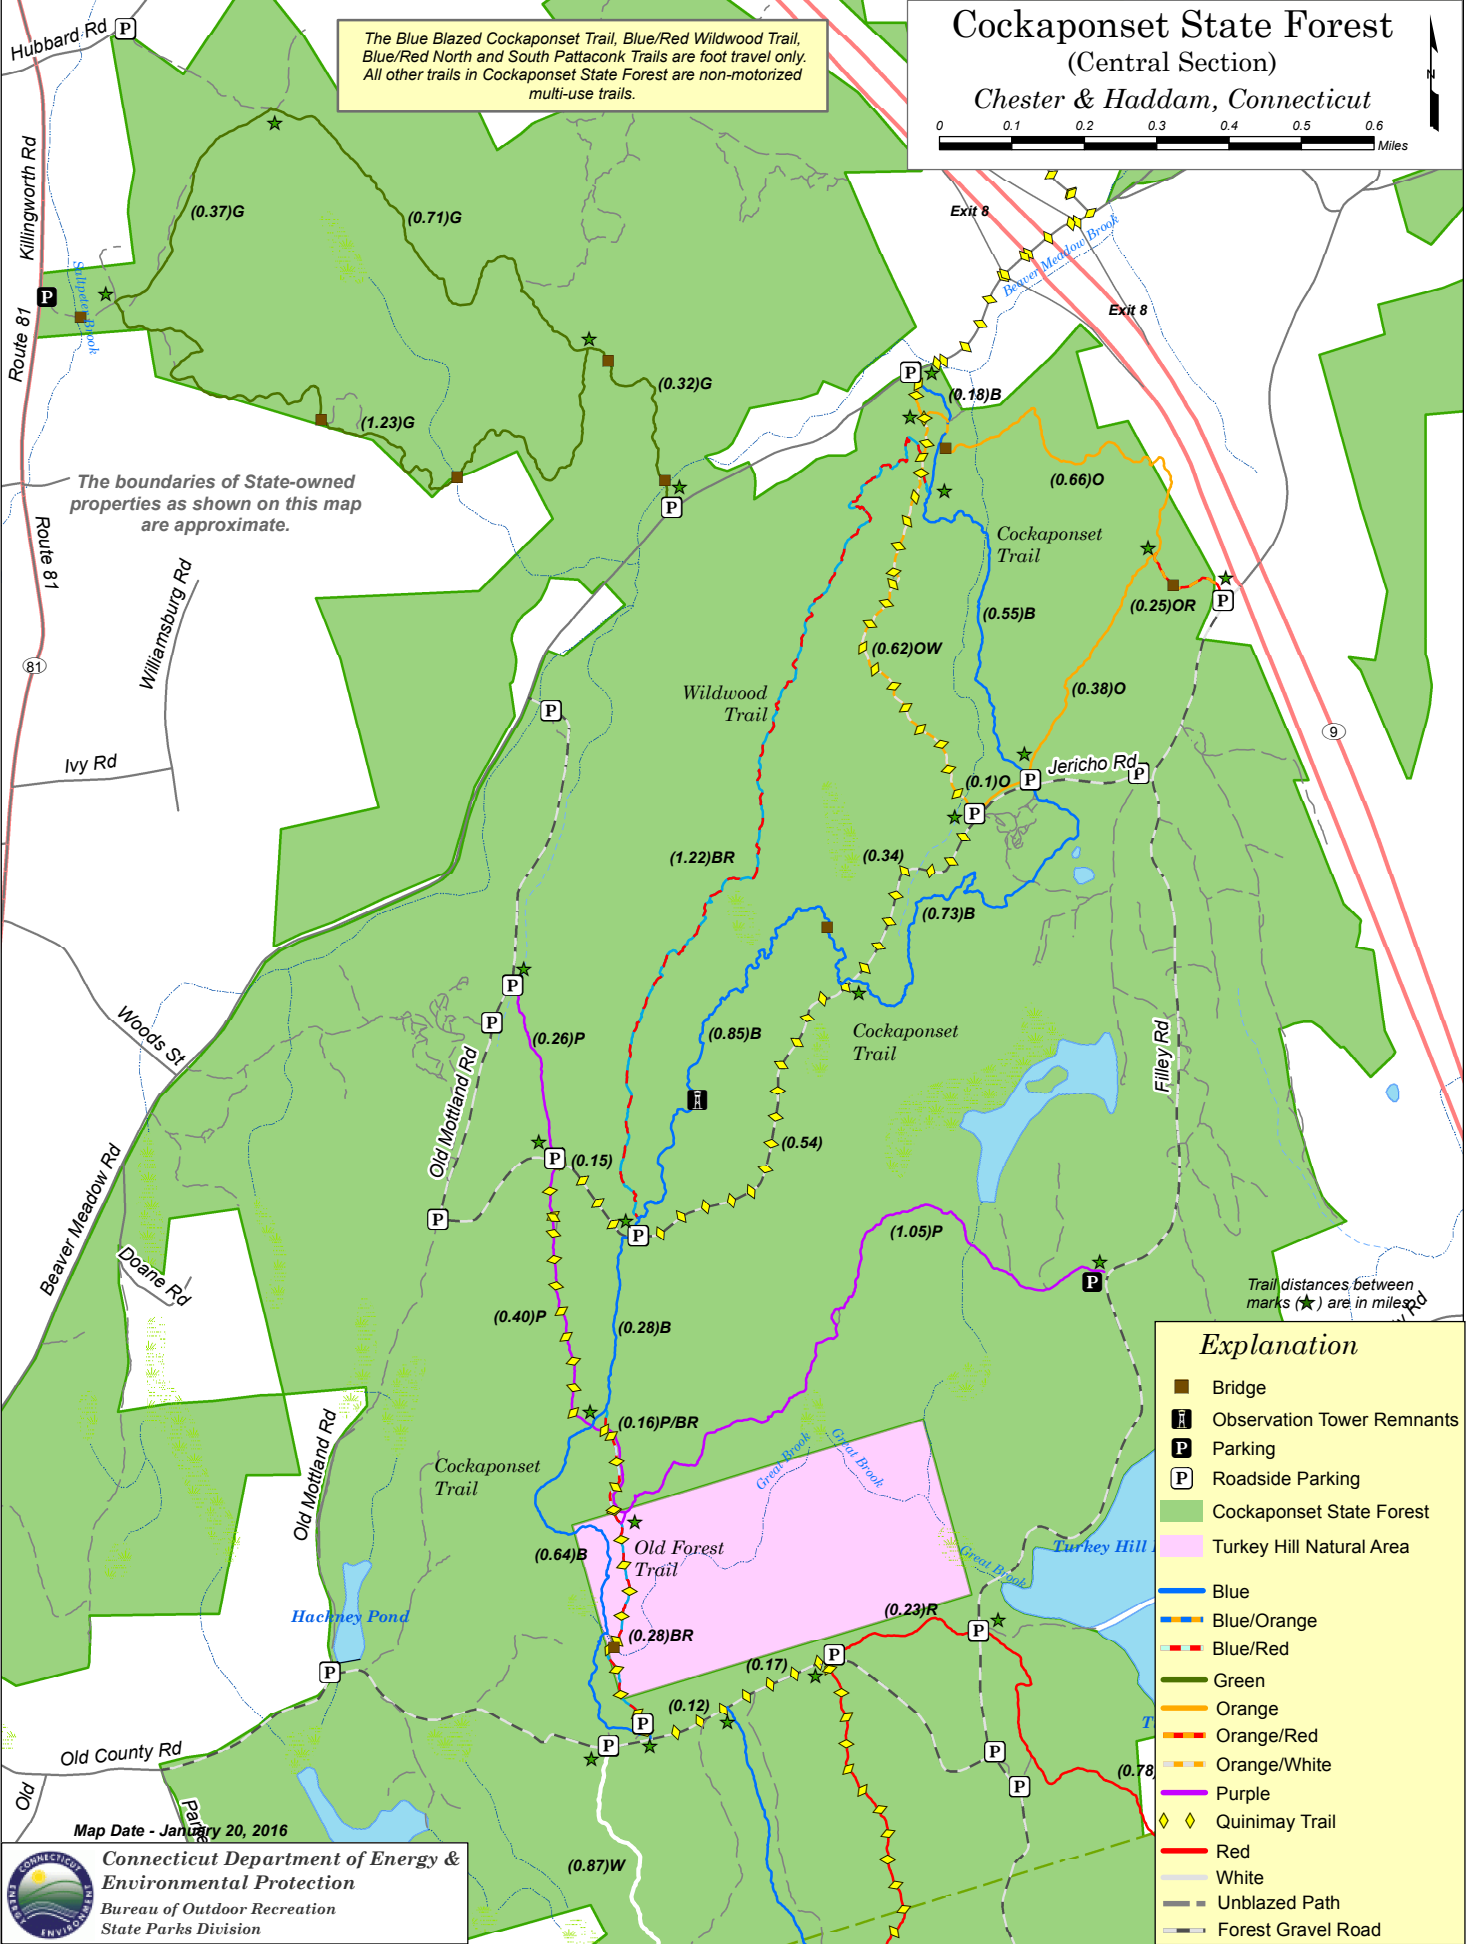 Cockaponset State Forest
(Central Section)
Chester & Haddam, Connecticut
0 0.1 0.2 0.3 0.4 0.5 0.6
Miles
N
The Blue Blazed Cockaponset Trail, Blue/Red Wildwood Trail,
Blue/Red North and South Pattaconk Trails are foot travel only.
All other trails in Cockaponset State Forest are non-motorized
multi-use trails.
Hubbard Rd
P
Killingworth Rd
(0.37)G
(0.71)G
Exit 8
Beaver Meadow Brook
Exit 8
Saltpeter Brook
P
Route 81
P
(0.18)B
(0.32)G
(1.23)G
(0.66)O
The boundaries of State-owned
properties as shown on this map
are approximate.
P
Route 81
Cockaponset
Trail
Williamsburg Rd
(0.55)B
(0.25)OR
P
81
(0.62)OW
Wildwood
Trail
(0.38)O
P
9
Ivy Rd
Jericho Rd
P
P
(0.1)O
P
(1.22)BR
(0.34)
(0.73)B
P
P
Woods St
(0.26)P
(0.85)B
Cockaponset
Trail
Filley Rd
Old Mottland Rd
P
(0.15)
(0.54)
Beaver Meadow Rd
P
P
(1.05)P
Doane Rd
P
Trail distances between
marks (★) are in miles.
y Rd
(0.40)P
(0.28)B
(0.16)P/BR
Old Mottland Rd
Cockaponset
Trail
Great Brook
Great Brook
Old Forest
Trail
(0.64)B
Great Brook
Turkey Hill
Hackney Pond
(0.23)R
(0.28)BR
P
P
P
(0.17)
(0.12)
P
P
P
P
T
(0.78)
Old County Rd
Old
Par
(0.87)W
Explanation
Bridge
Observation Tower Remnants
P Parking
P Roadside Parking
Cockaponset State Forest
Turkey Hill Natural Area
Blue
Blue/Orange
Blue/Red
Green
Orange
Orange/Red
Orange/White
Purple
Quinimay Trail
Red
White
Unblazed Path
Forest Gravel Road
Map Date - January 20, 2016
CONNECTICUT
ENERGY ENVIRONMENT
Connecticut Department of Energy &
Environmental Protection
Bureau of Outdoor Recreation
State Parks Division